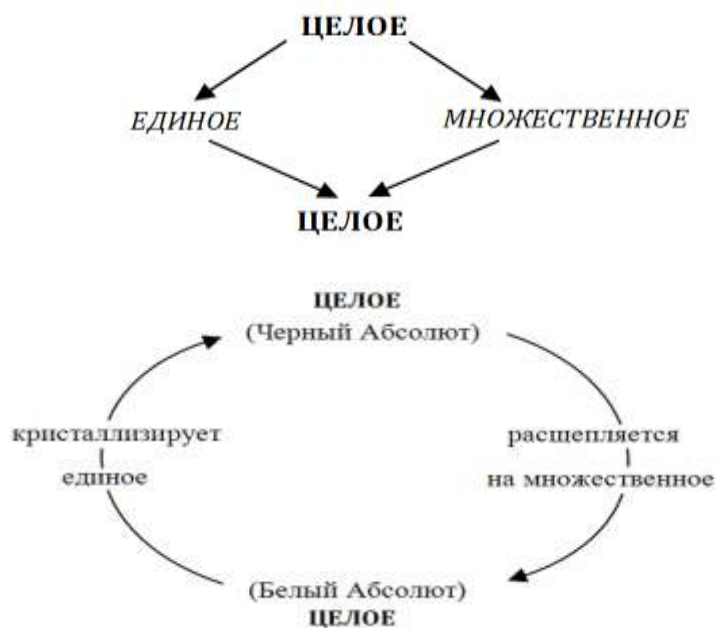 ЦЕЛОЕ
ЕДИНОЕ
МНОЖЕСТВЕННОЕ
ЦЕЛОЕ
ЦЕЛОЕ
(Черный Абсолют)
кристаллизирует
расщепляется
единое
на множественное
(Белый Абсолют)
ЦЕЛОЕ